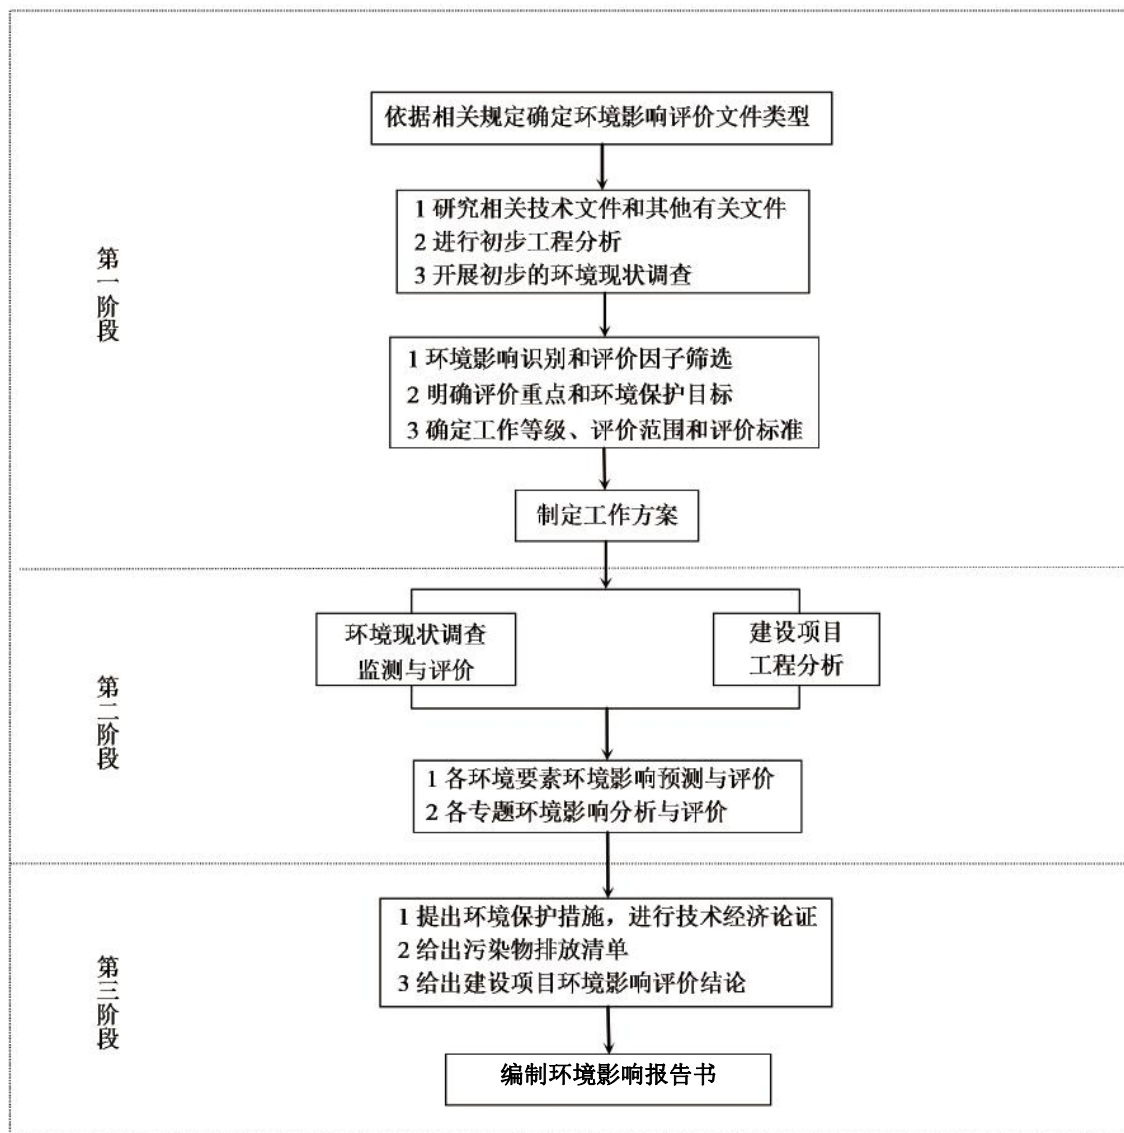 依据相关规定确定环境影响评价文件类型
1 研究相关技术文件和其他有关文件
2 进行初步工程分析
3 开展初步的环境现状调查
第一阶段
1 环境影响识别和评价因子筛选
2 明确评价重点和环境保护目标
3 确定工作等级、评价范围和评价标准
制定工作方案
环境现状调查
监测与评价
建设项目
工程分析
第二阶段
1 各环境要素环境影响预测与评价
2 各专题环境影响分析与评价
1 提出环境保护措施，进行技术经济论证
2 给出污染物排放清单
3 给出建设项目环境影响评价结论
第三阶段
编制环境影响报告书